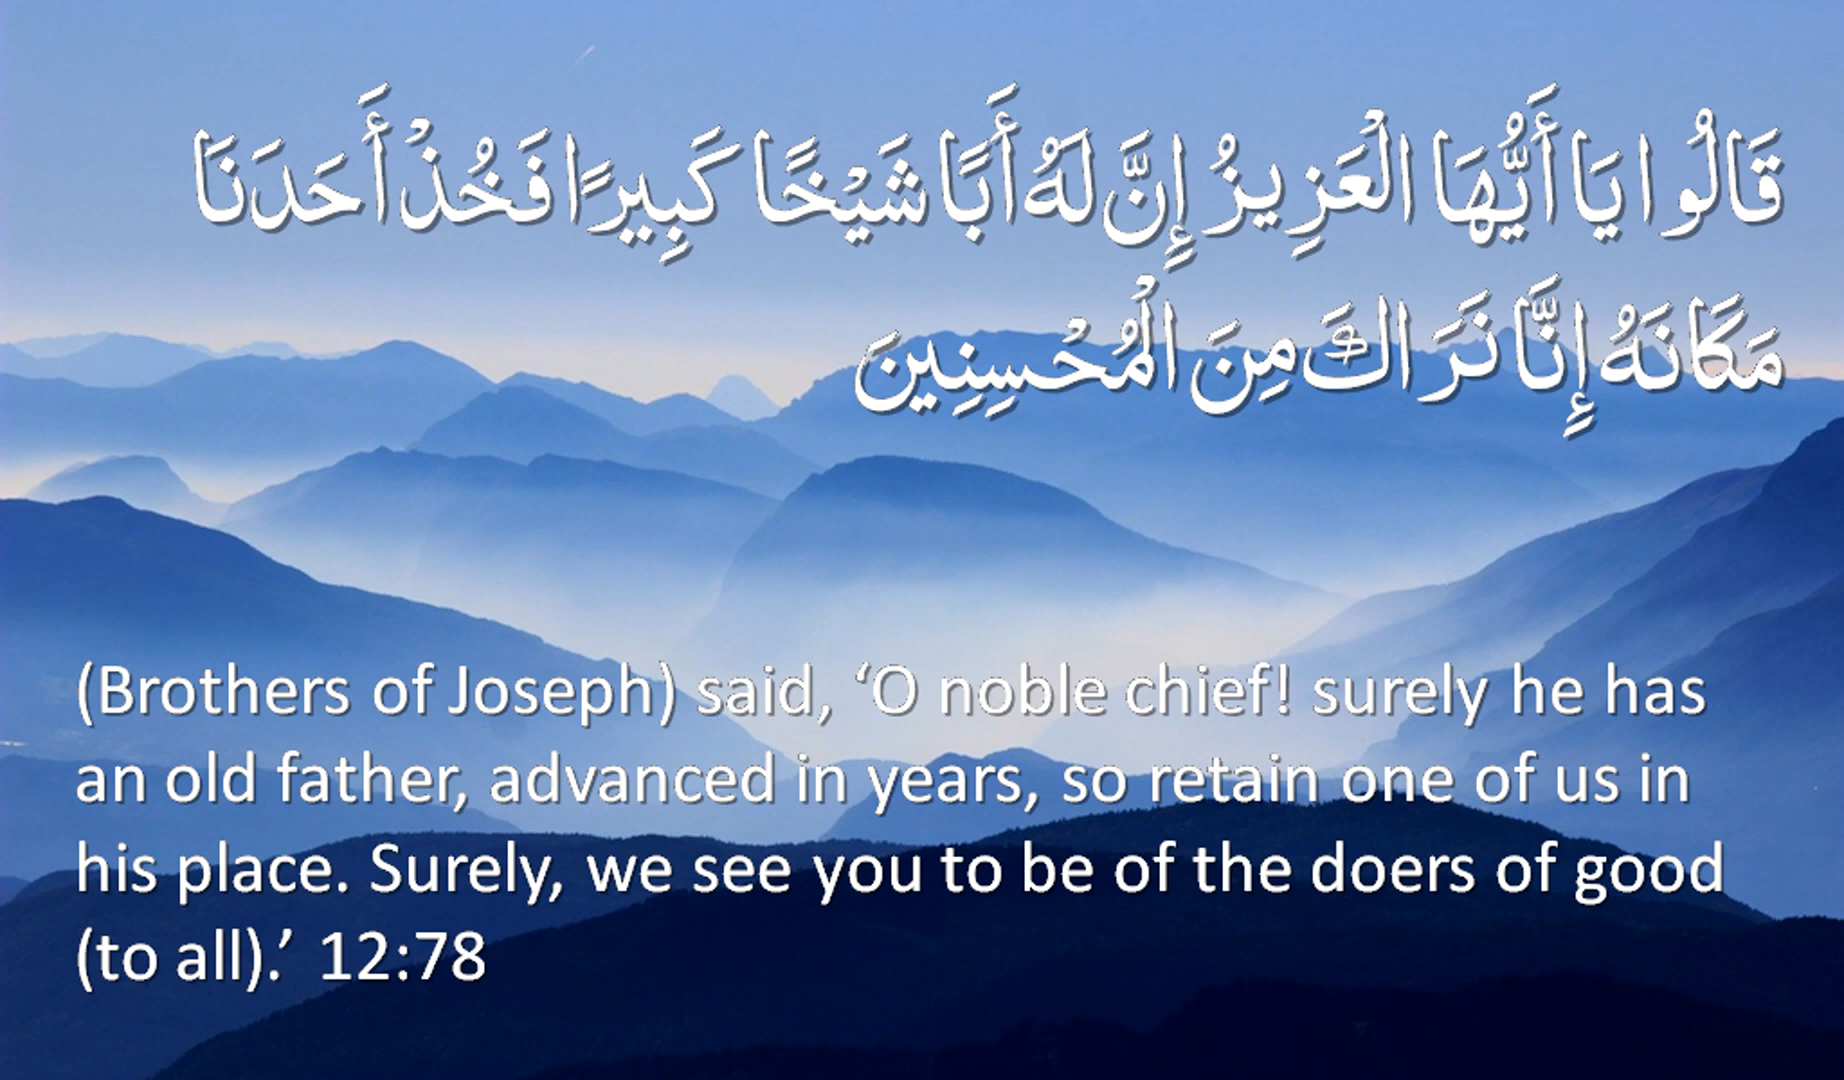 قَالُوا يَا أَيُّهَا الْعَزِيزُ إِنَّ لَهُ أَبًا شَيْخًا كَبِيرًا فَخُذْ أَحَدَنَا
مَكَانَهُ إِنَّا نَرَاكَ مِنَ الْمُحْسِنِينَ
(Brothers of Joseph) said, ‘O noble chief! surely he has
an old father, advanced in years, so retain one of us in
his place. Surely, we see you to be of the doers of good
(to all).’ 12:78